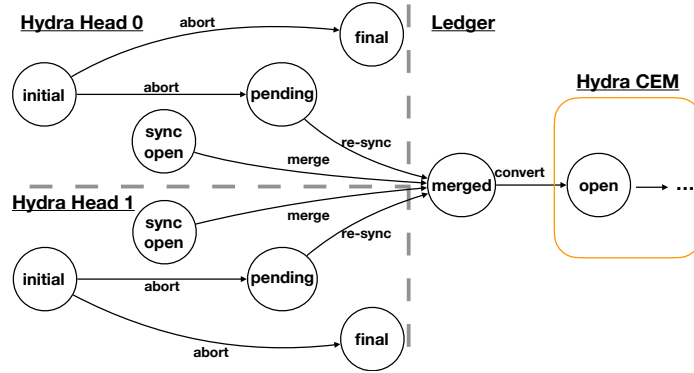 Hydra Head 0
Ledger
abort
final
Hydra CEM
initial
abort
pending
sync
open
re-sync
merge
merged
convert
open
...
Hydra Head 1
sync
open
merge
re-sync
initial
abort
pending
abort
final